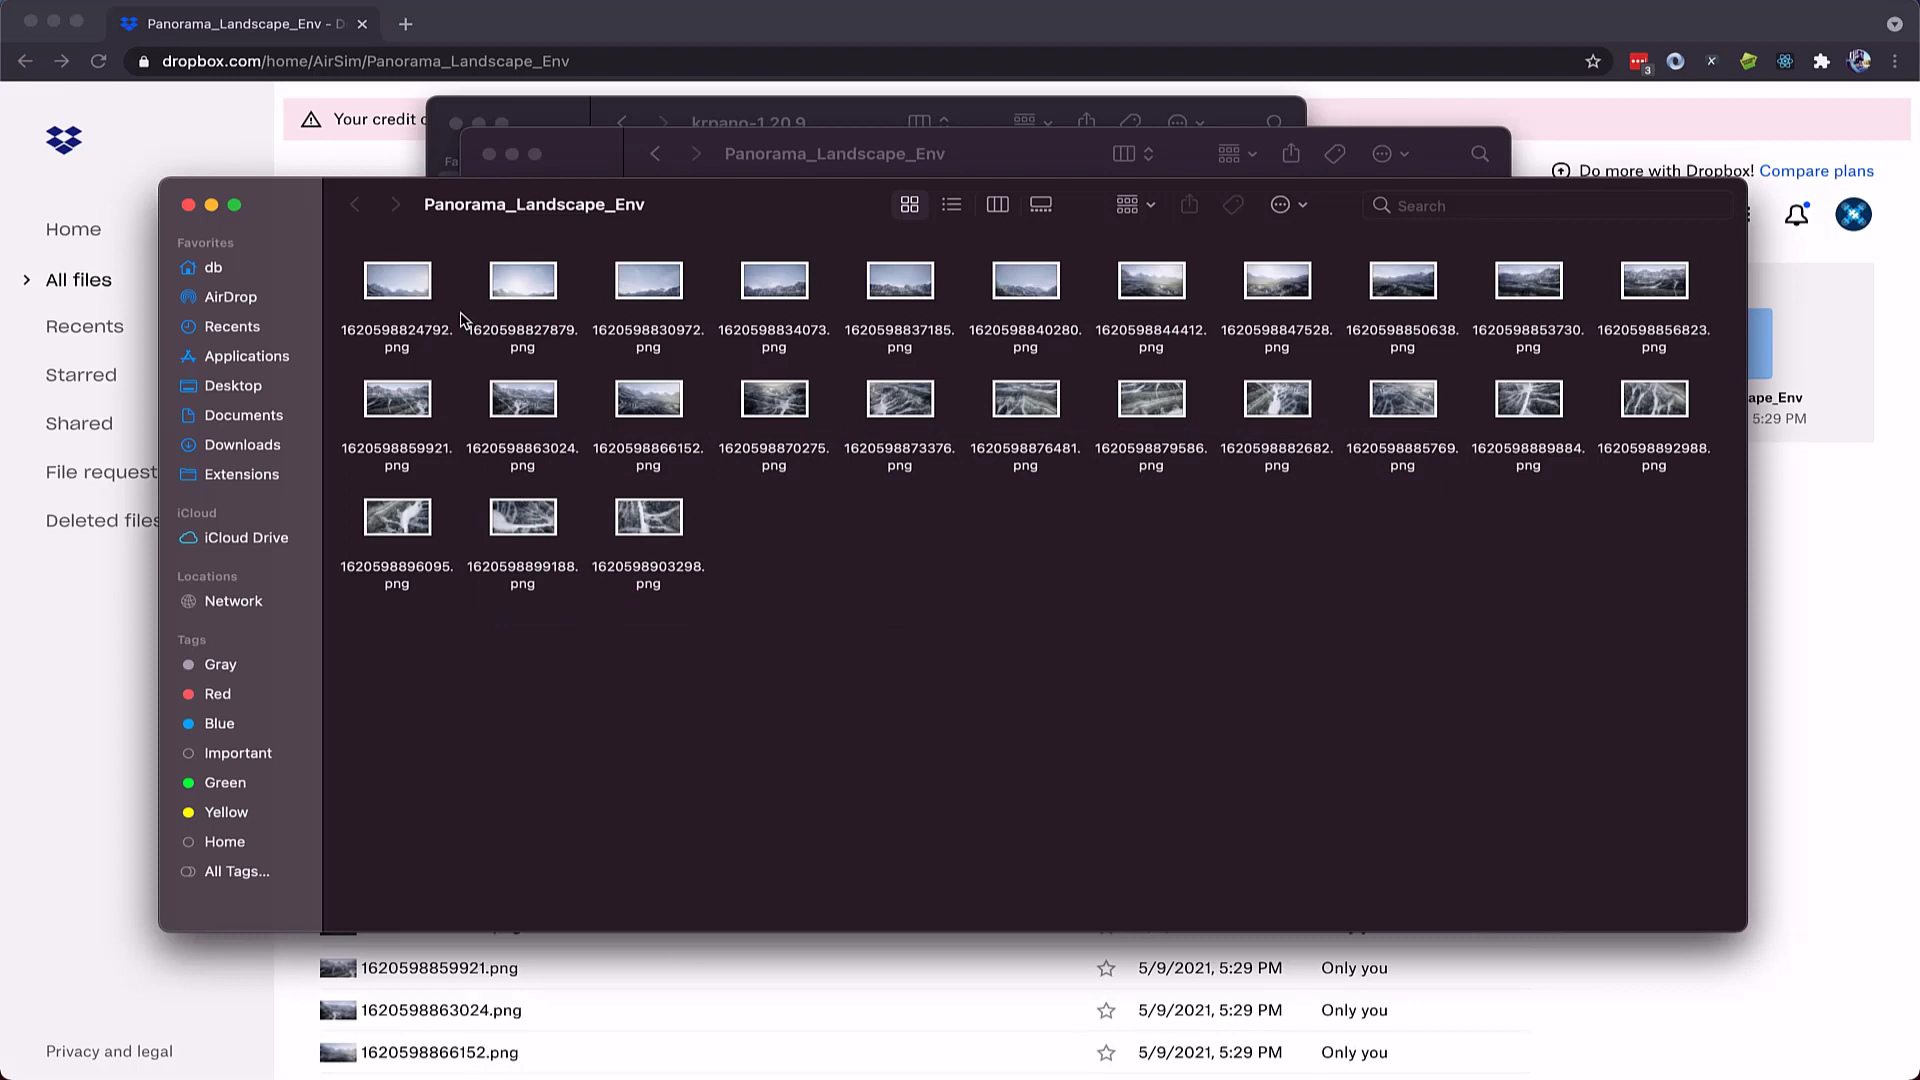 Panorama_Landscape_Env - D
dropbox.com/home/AirSim/Panorama_Landscape_Env
3
Your credit
krpano-1.20.9
Panorama_Landscape_Env
Do more with Dropbox! Compare plans
Panorama_Landscape_Env
Search
Home
All files
Recents
Starred
Shared
File request
Deleted files
Privacy and legal
Fa
Favorites
db
AirDrop
Recents
Applications
Desktop
Documents
Downloads
Extensions
iCloud
iCloud Drive
Locations
Network
Tags
Gray
Red
Blue
Important
Green
Yellow
Home
All Tags...
1620598824792. 1620598827879. 1620598830972. 1620598834073. 1620598837185. 1620598840280. 1620598844412. 1620598847528. 1620598850638. 1620598853730. 1620598856823.
png png png png png png png png png png png
1620598859921. 1620598863024. 1620598866152. 1620598870275. 1620598873376. 1620598876481. 1620598879586. 1620598882682. 1620598885769. 1620598889884. 1620598892988.
png png png png png png png png png png png
1620598896095. 1620598899188. 1620598903298.
png png png
ape_Env
5:29 PM
1620598859921.png 5/9/2021, 5:29 PM Only you
1620598863024.png 5/9/2021, 5:29 PM Only you
1620598866152.png 5/9/2021, 5:29 PM Only you